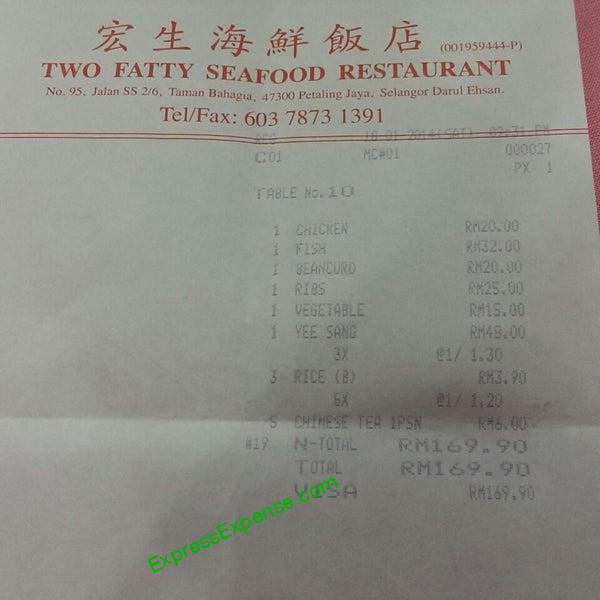 宏生海鮮飯店 (001959444-P)
TWO FATTY SEAFOOD RESTAURANT
No. 95, Jalan SS 2/6, Taman Bahagia, 47300 Petaling Jaya, Selangor Darul Ehsan.
Tel/Fax: 603 7873 1391
REG 18-01-2014(SAT) 09:31 PM
C01 MC#01 000027
PX 1
TABLE No.10
1 CHICKEN RM20.00
1 FISH RM32.00
1 BEANCURD RM20.00
1 RIBS RM25.00
1 VEGETABLE RM15.00
1 YEE SANG RM48.00
3X @1/ 1.30
3 RICE (B) RM3.90
5X @1/ 1.20
5 CHINESE TEA 1PSN RM6.00
#19 N-TOTAL RM169.90
TOTAL RM169.90
VISA RM169.90
ExpressExpense.com